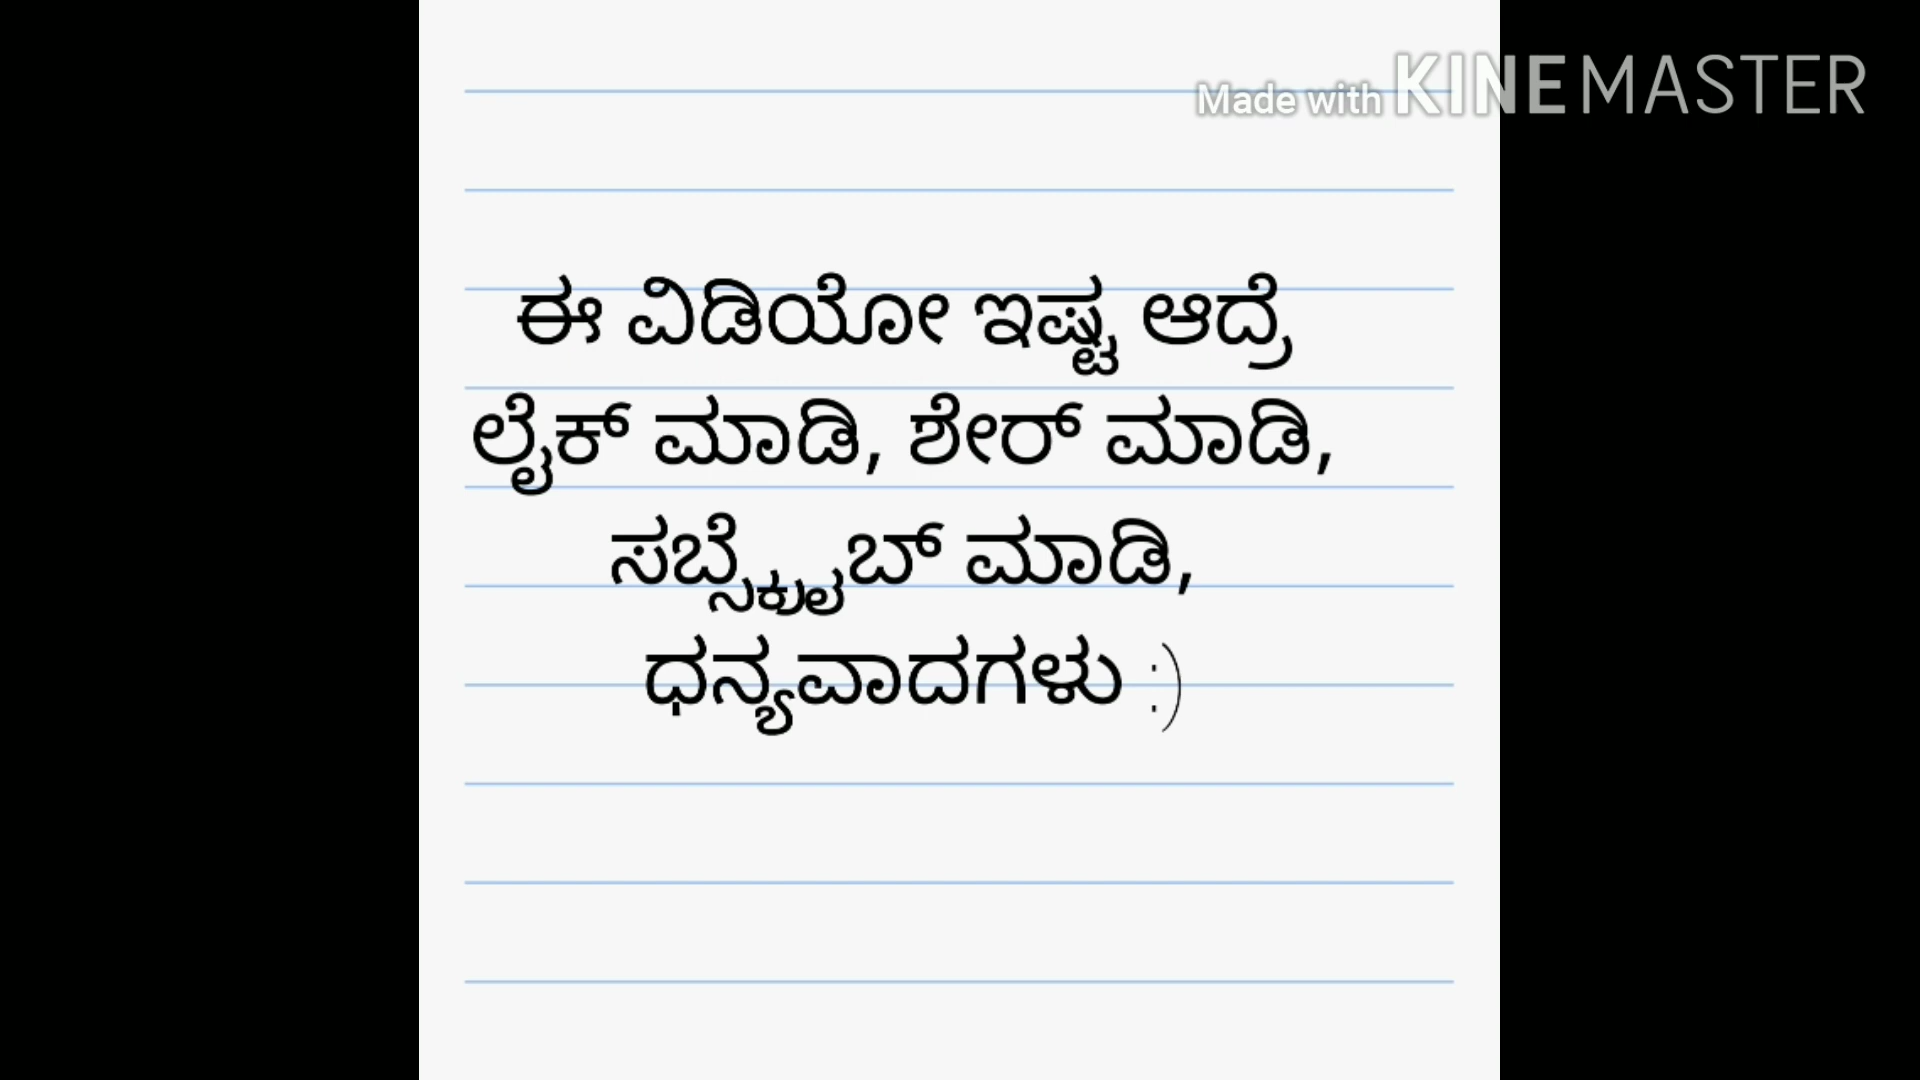 Made with KINEMASTER
ಈ ವಿಡಿಯೋ ಇಷ್ಟ ಆದ್ರೆ
ಲೈಕ್ ಮಾಡಿ, ಶೇರ್ ಮಾಡಿ,
ಸಬ್ಸ್ಕ್ರೈಬ್ ಮಾಡಿ,
ಧನ್ಯವಾದಗಳು :)